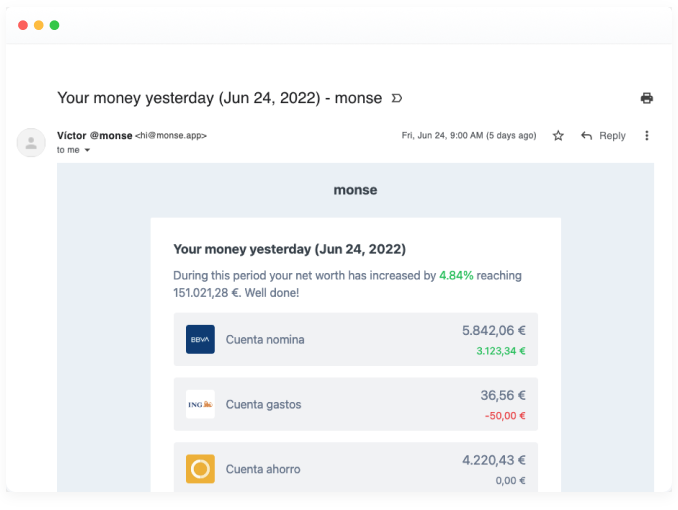 Your money yesterday (Jun 24, 2022) - monse
Víctor @monse <hi@monse.app>
Fri, Jun 24, 9:00 AM (5 days ago)
Reply
to me
monse
Your money yesterday (Jun 24, 2022)
During this period your net worth has increased by 4.84% reaching
151.021,28 €. Well done!
BBVA
Cuenta nomina
5.842,06 €
3.123,34 €
ING
Cuenta gastos
36,56 €
-50,00 €
Cuenta ahorro
4.220,43 €
0,00 €